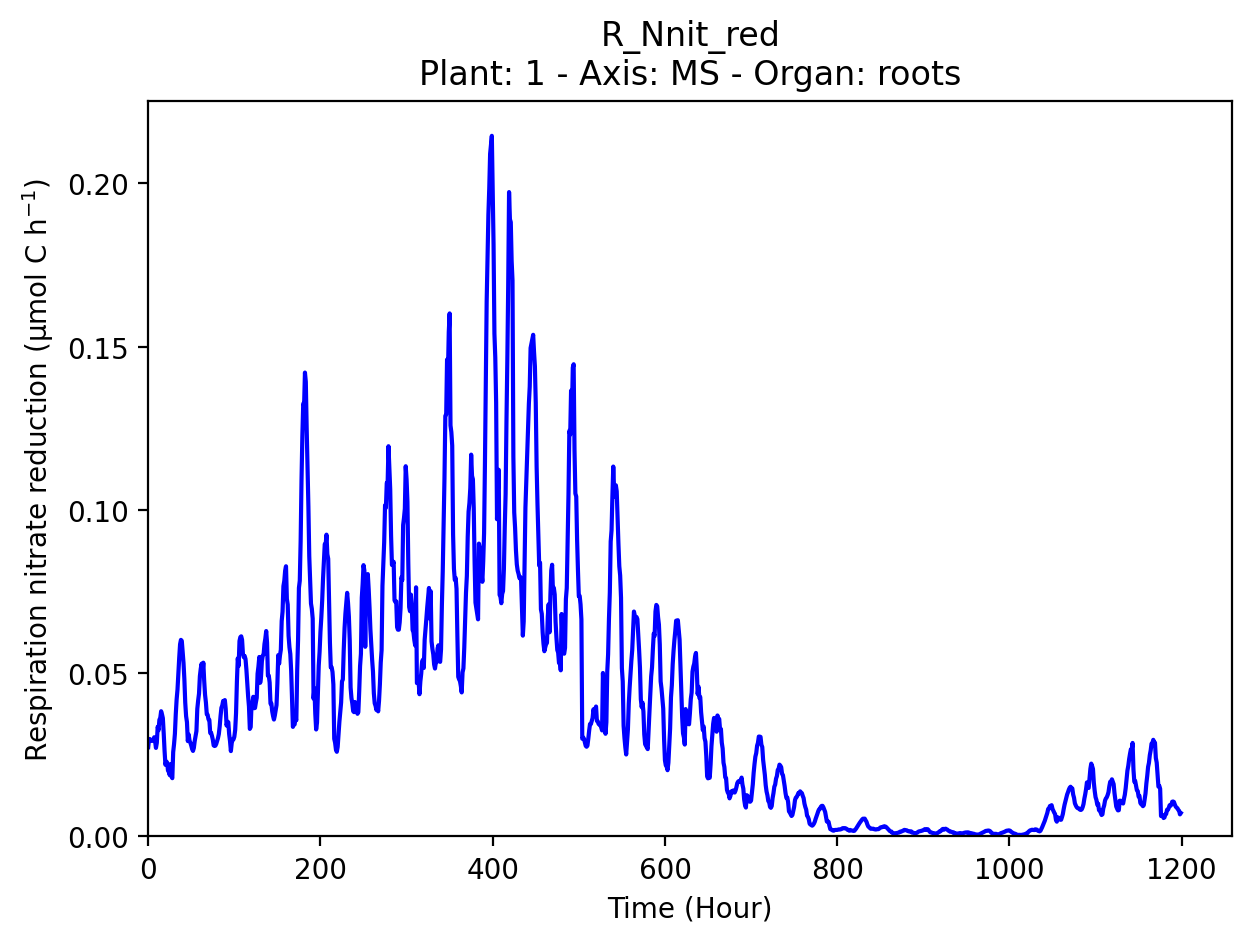 R_Nnit_red
Plant: 1 - Axis: MS - Organ: roots
Respiration nitrate reduction (µmol C h⁻¹)
0.20
0.15
0.10
0.05
0.00
0 200 400 600 800 1000 1200
Time (Hour)